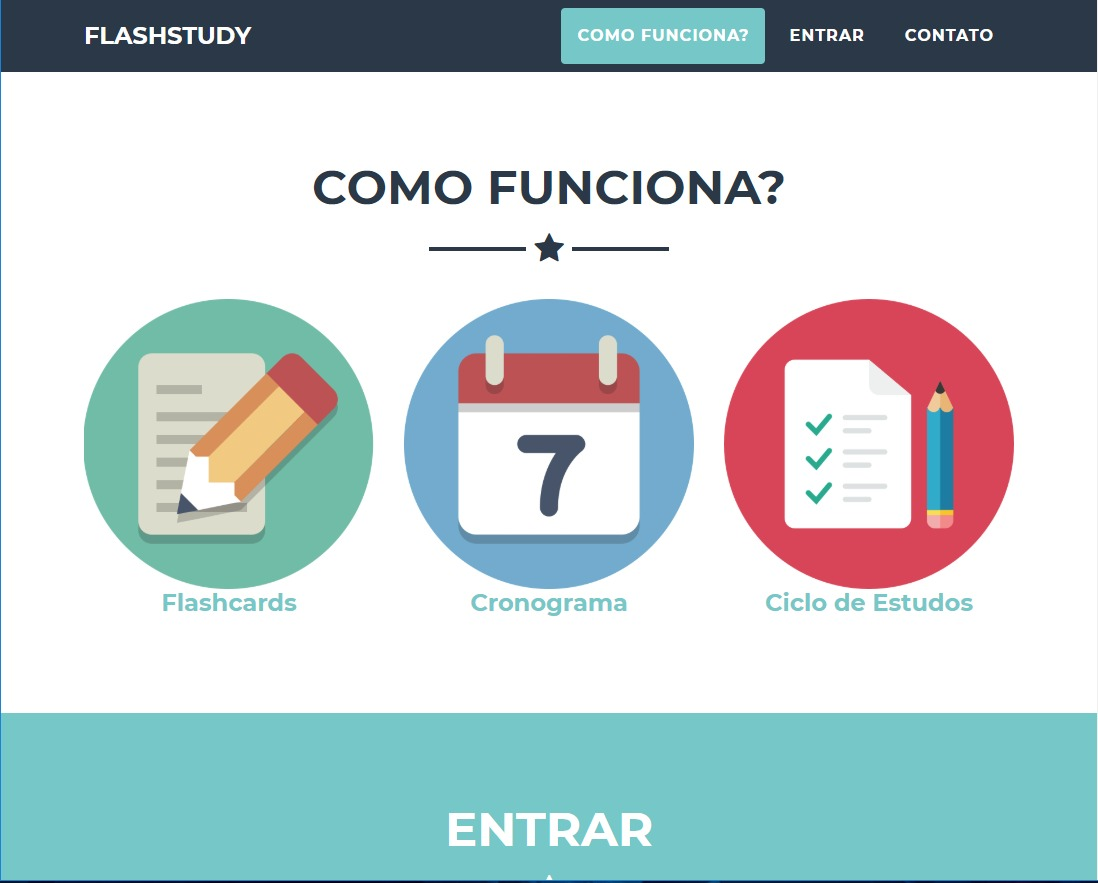 FLASHSTUDY
COMO FUNCIONA?
ENTRAR
CONTATO
COMO FUNCIONA?
7
Flashcards
Cronograma
Ciclo de Estudos
ENTRAR